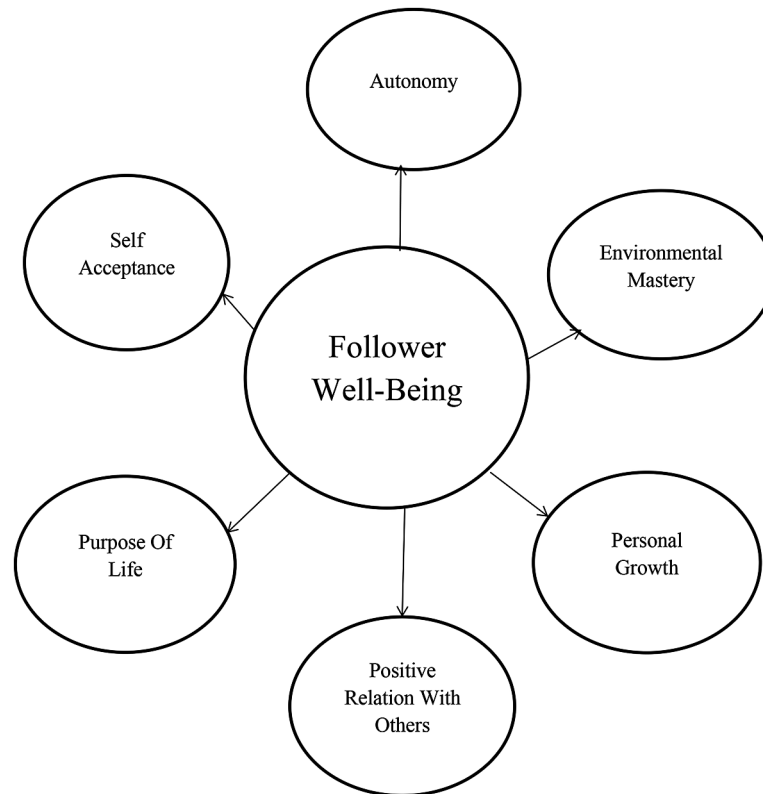 Autonomy
Self
Acceptance
Environmental
Mastery
Follower
Well-Being
Purpose Of
Life
Personal
Growth
Positive
Relation With
Others